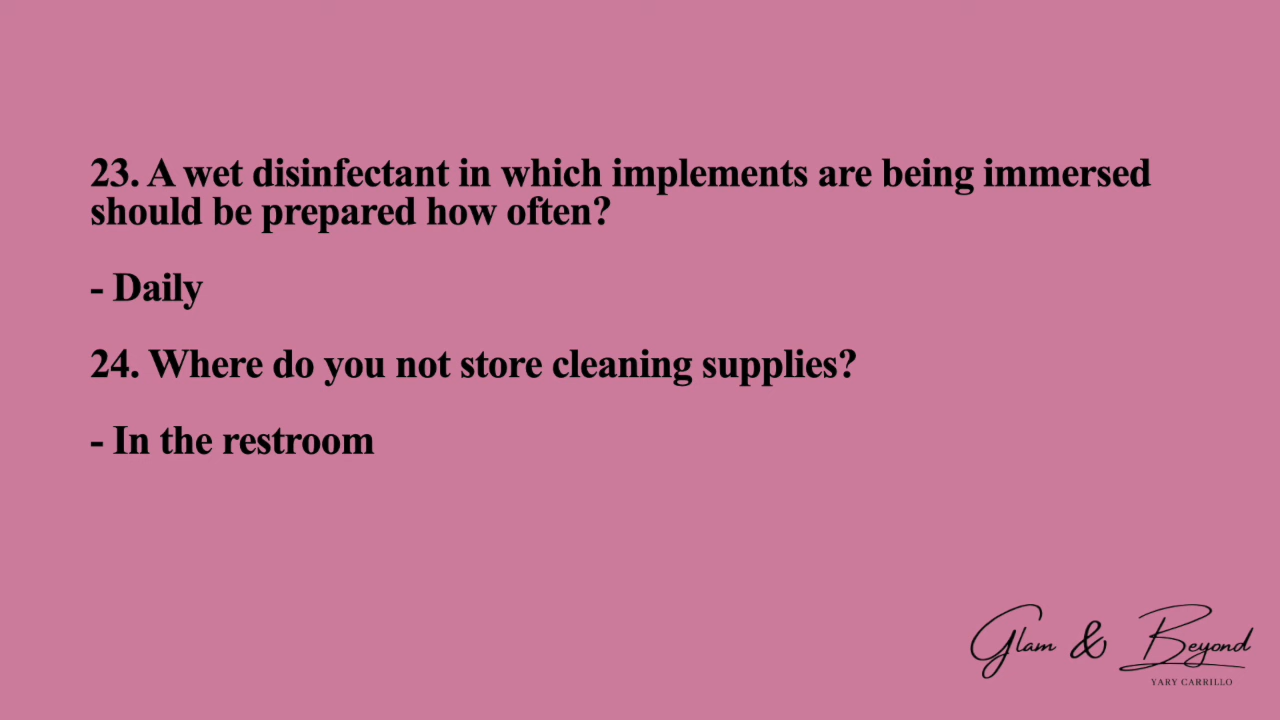 23. A wet disinfectant in which implements are being immersed
should be prepared how often?
- Daily
24. Where do you not store cleaning supplies?
- In the restroom
Glam & Beyond
YARY CARRILLO